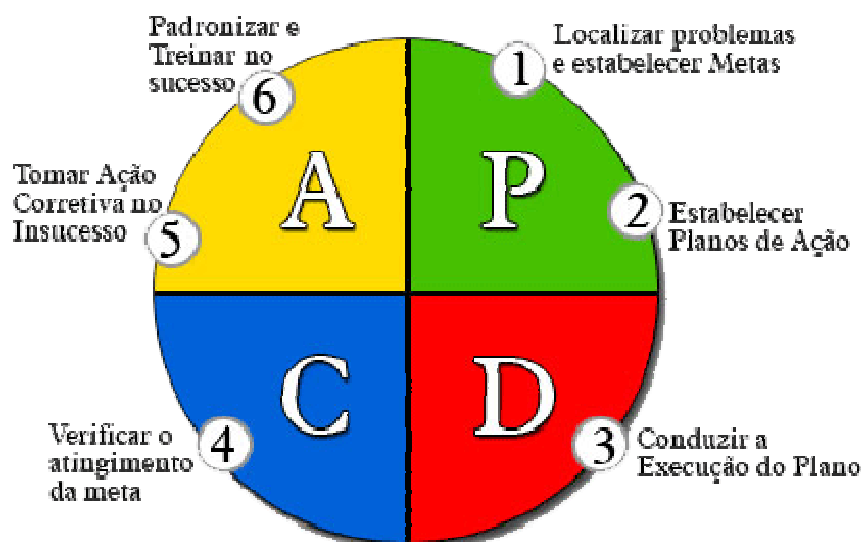 1
Localizar problemas
e estabelecer Metas
P
2
Estabelecer
Planos de Ação
D
3
Conduzir a
Execução do Plano
C
4
Verificar o
atingimento
da meta
A
5
Tomar Ação
Corretiva no
Insucesso
6
Padronizar e
Treinar no
sucesso